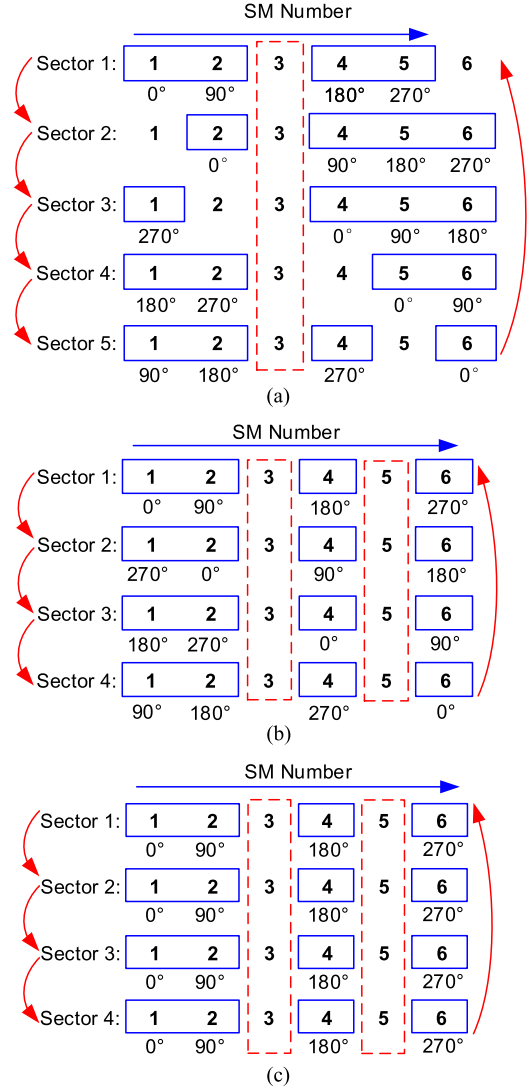 SM Number
Sector 1: 1 2 3 4 5 6
0° 90° 180° 270°
Sector 2: 1 2 3 4 5 6
0° 90° 180° 270°
Sector 3: 1 2 3 4 5 6
270° 0° 90° 180°
Sector 4: 1 2 3 4 5 6
180° 270° 0° 90°
Sector 5: 1 2 3 4 5 6
90° 180° 270° 0°
(a)
SM Number
Sector 1: 1 2 3 4 5 6
0° 90° 180° 270°
Sector 2: 1 2 3 4 5 6
270° 0° 90° 180°
Sector 3: 1 2 3 4 5 6
180° 270° 0° 90°
Sector 4: 1 2 3 4 5 6
90° 180° 270° 0°
(b)
SM Number
Sector 1: 1 2 3 4 5 6
0° 90° 180° 270°
Sector 2: 1 2 3 4 5 6
0° 90° 180° 270°
Sector 3: 1 2 3 4 5 6
0° 90° 180° 270°
Sector 4: 1 2 3 4 5 6
0° 90° 180° 270°
(c)